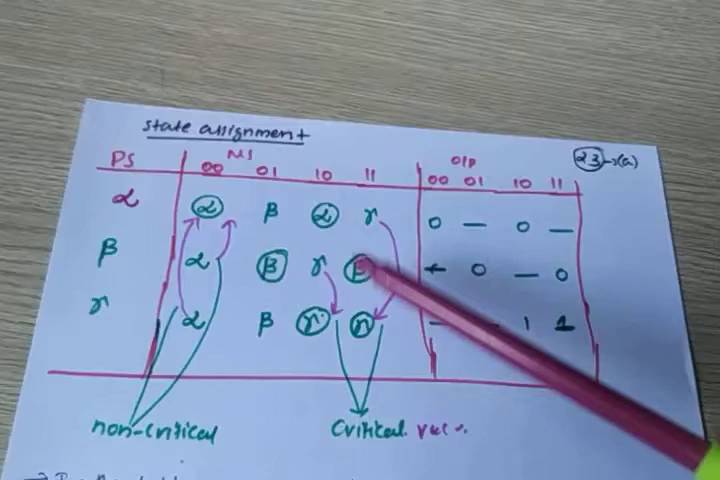 state assignment
PS NS O/P 23 → (a)
00 01 10 11 00 01 10 11
α α β α r 0 — 0 —
β α β r β — 0 — 0
r α β r r — 1 1
non-critical critical